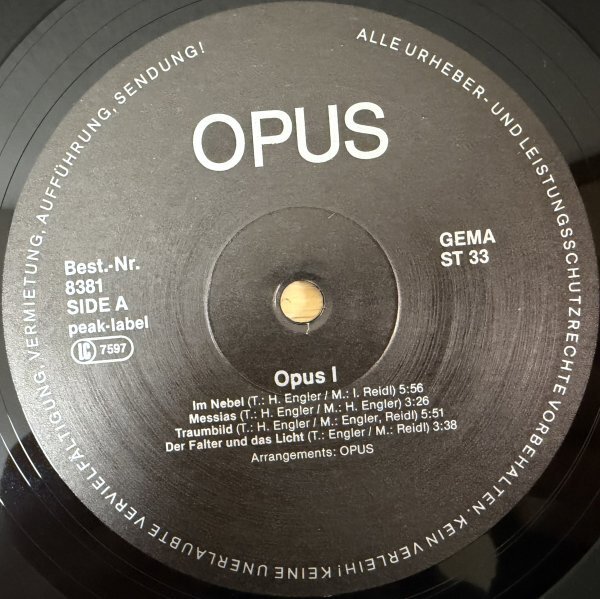 ALLE URHEBER- UND LEISTUNGSSCHUTZRECHTE VORBEHALTEN. KEIN VERLEIH! KEINE UNERLAUBTE VERVIELFÄLTIGUNG, VERMIETUNG, AUFFÜHRUNG, SENDUNG!
OPUS
Best.-Nr.
8381
SIDE A
peak-label
LC 7597
GEMA
ST 33
Opus I
Im Nebel (T.: H. Engler / M.: I. Reidl) 5:56
Messias (T.: H. Engler / M.: H. Engler) 3:26
Traumbild (T.: H. Engler / M.: Engler, Reidl) 5:51
Der Falter und das Licht (T.: Engler / M.: Reidl) 3:38
Arrangements: OPUS